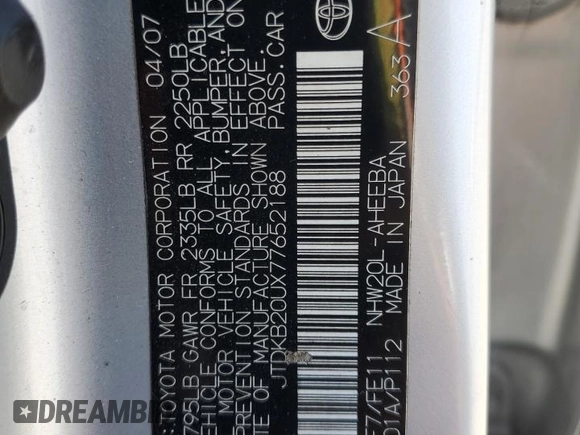 TOYOTA MOTOR CORPORATION 04/07
795LB GAWR FR 2335LB RR 2250LB
VEHICLE CONFORMS TO ALL APPLICABLE
MOTOR VEHICLE SAFETY, BUMPER, AND
PREVENTION STANDARDS IN EFFECT ON
OF MANUFACTURE SHOWN ABOVE.
JTDKB20UX77652188 PASS.CAR
/FE11 NHW20L-AHEEBA
01A/P112 MADE IN JAPAN 363 A
DREAMBID